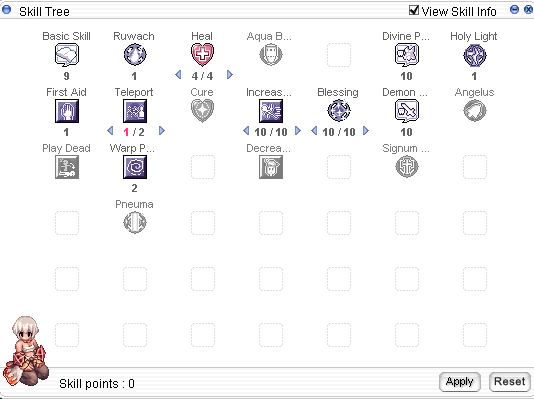 Skill Tree
View Skill Info
Basic Skill Ruwach Heal Aqua B... Divine P... Holy Light
9 1 4 / 4 10 1
First Aid Teleport Cure Increas... Blessing Demon ... Angelus
1 1 / 2 10 / 10 10 / 10 10
Play Dead Warp P... Decrea... Signum ...
2
Pneuma
Skill points : 0
Apply Reset